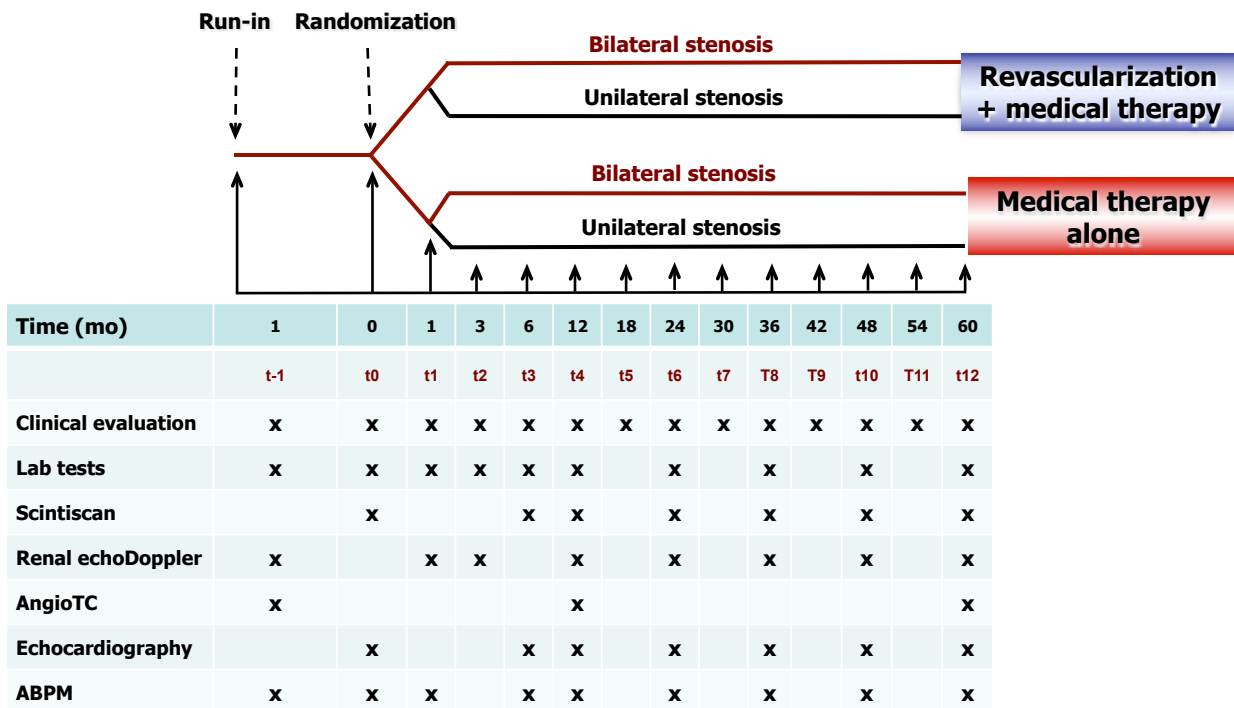 Run-in Randomization
Bilateral stenosis
Revascularization
+ medical therapy
Unilateral stenosis
Bilateral stenosis
Medical therapy
alone
Unilateral stenosis
Time (mo) 1 0 1 3 6 12 18 24 30 36 42 48 54 60
t-1 t0 t1 t2 t3 t4 t5 t6 t7 T8 T9 t10 T11 t12
Clinical evaluation x x x x x x x x x x x x x x
Lab tests x x x x x x x x x x
Scintiscan x x x x x x x
Renal echoDoppler x x x x x x x x
AngioTC x x x
Echocardiography x x x x x x x
ABPM x x x x x x x x x